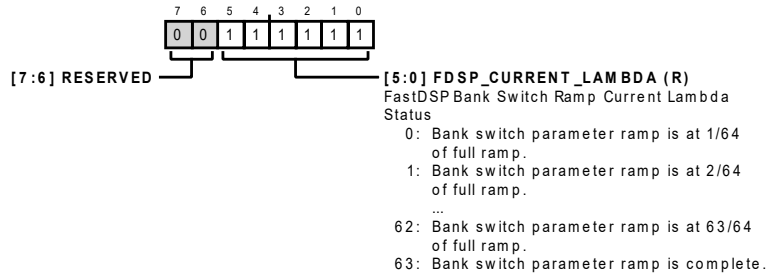 7 6 5 4 3 2 1 0
0 0 1 1 1 1 1 1
[7:6] RESERVED
[5:0] FDSP_CURRENT_LAMBDA (R)
FastDSP Bank Switch Ramp Current Lambda
Status
0: Bank switch parameter ramp is at 1/64
of full ramp.
1: Bank switch parameter ramp is at 2/64
of full ramp.
...
62: Bank switch parameter ramp is at 63/64
of full ramp.
63: Bank switch parameter ramp is complete.